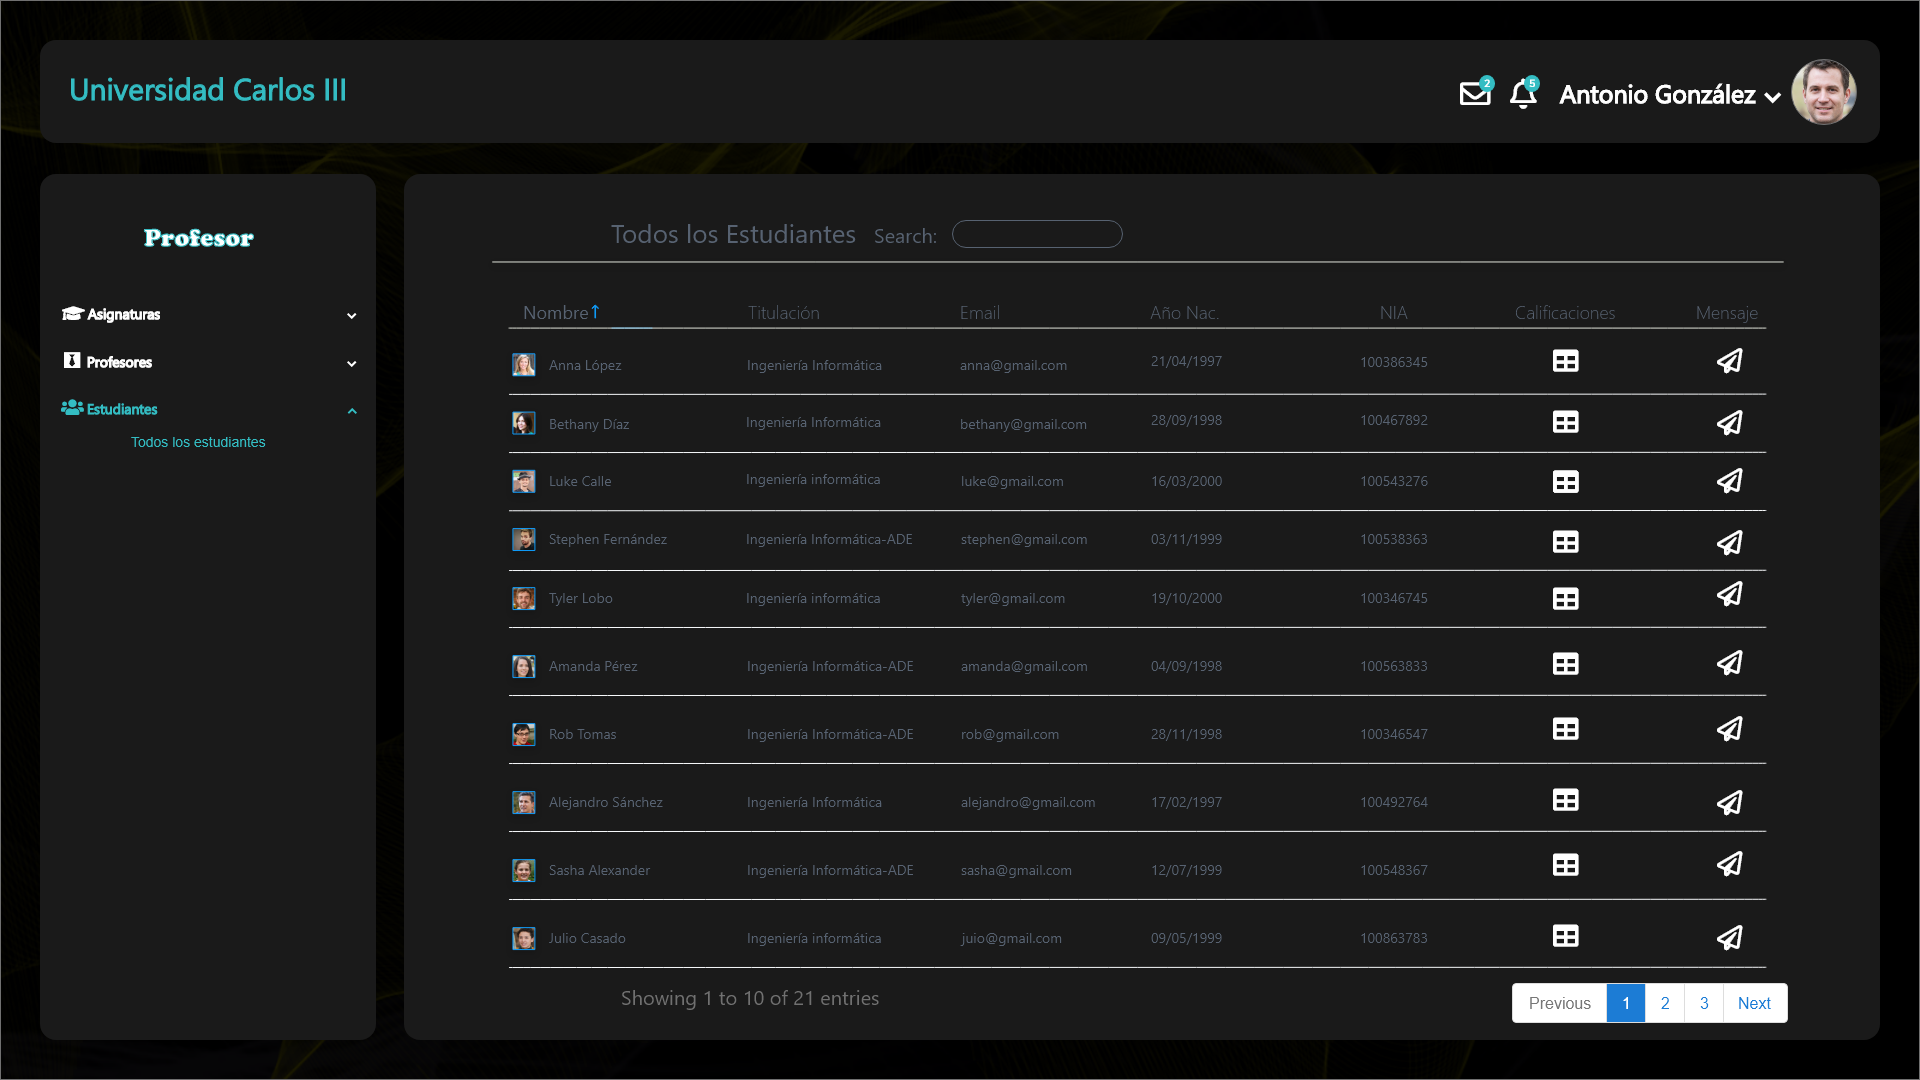 Universidad Carlos III
2
5
Antonio González
Profesor
Asignaturas
Profesores
Estudiantes
Todos los estudiantes
Todos los Estudiantes Search:
Nombre Titulación Email Año Nac. NIA Calificaciones Mensaje
Anna López Ingeniería Informática anna@gmail.com 21/04/1997 100386345
Bethany Díaz Ingeniería Informática bethany@gmail.com 28/09/1998 100467892
Luke Calle Ingeniería informática luke@gmail.com 16/03/2000 100543276
Stephen Fernández Ingeniería Informática-ADE stephen@gmail.com 03/11/1999 100538363
Tyler Lobo Ingeniería informática tyler@gmail.com 19/10/2000 100346745
Amanda Pérez Ingeniería Informática-ADE amanda@gmail.com 04/09/1998 100563833
Rob Tomas Ingeniería Informática-ADE rob@gmail.com 28/11/1998 100346547
Alejandro Sánchez Ingeniería Informática alejandro@gmail.com 17/02/1997 100492764
Sasha Alexander Ingeniería Informática-ADE sasha@gmail.com 12/07/1999 100548367
Julio Casado Ingeniería informática juio@gmail.com 09/05/1999 100863783
Showing 1 to 10 of 21 entries
Previous 1 2 3 Next